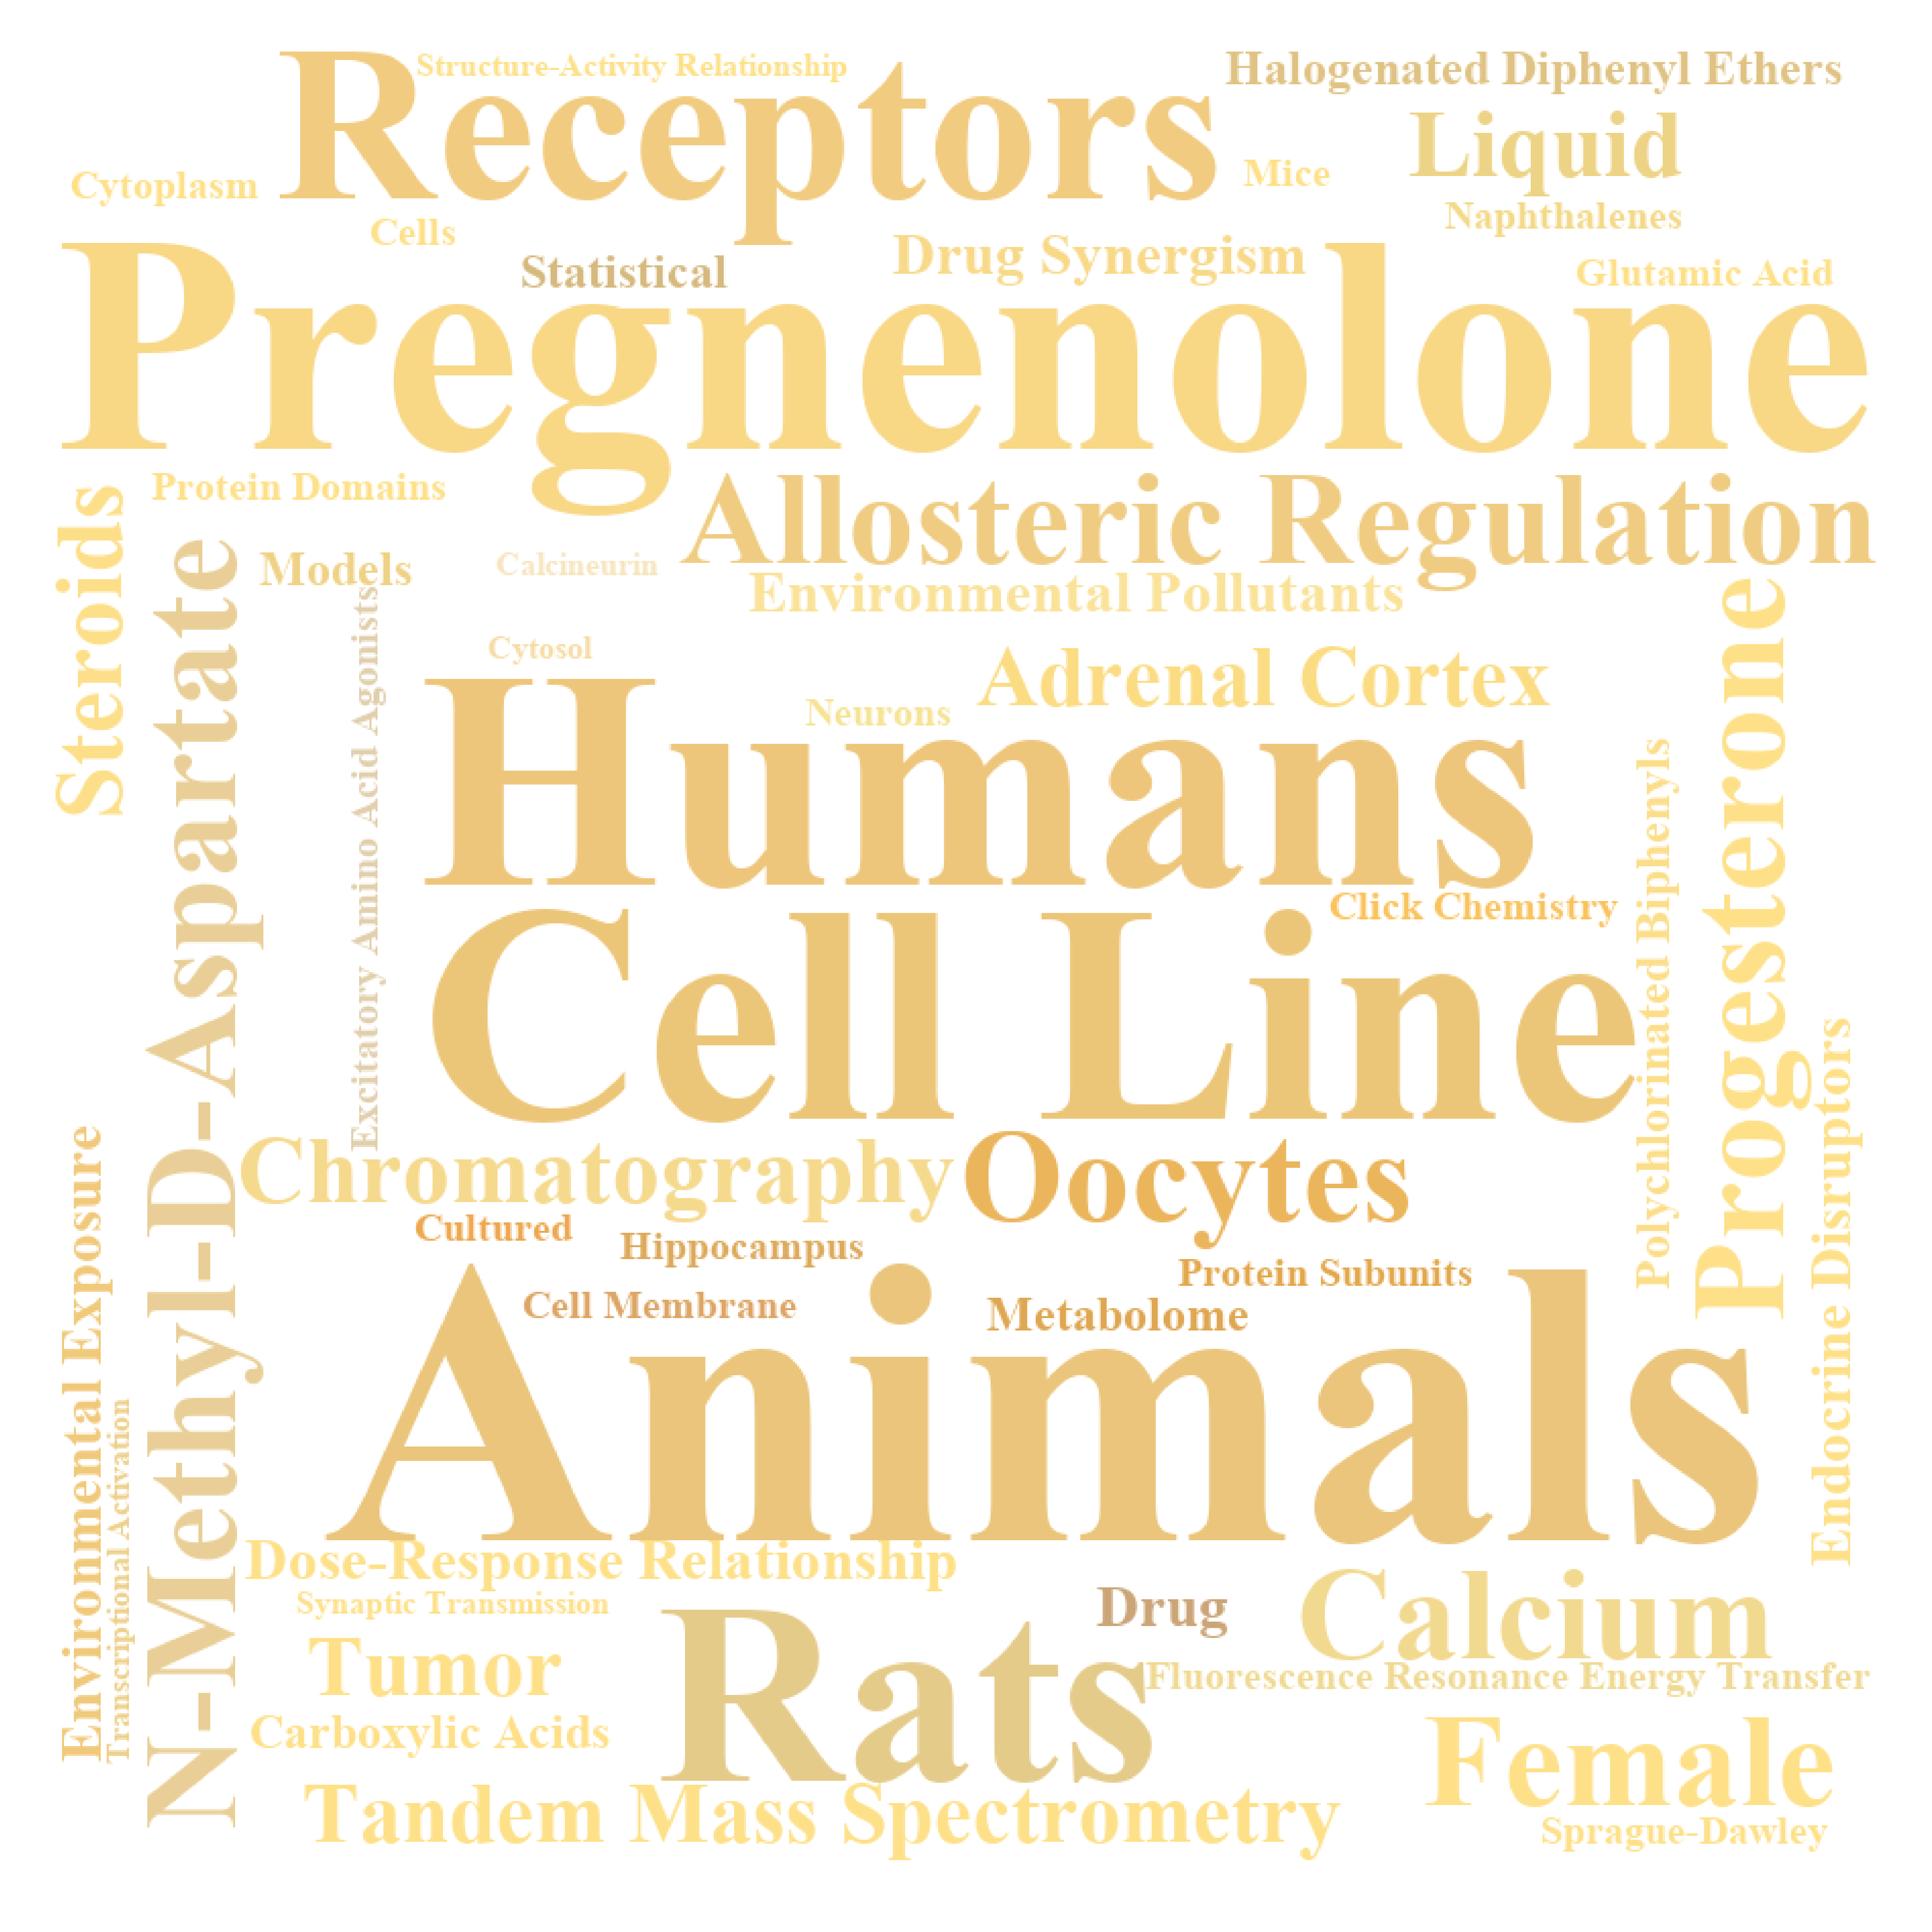 Structure-Activity Relationship
Receptors
Halogenated Diphenyl Ethers
Liquid
Cytoplasm
Mice
Cells
Naphthalenes
Statistical
Drug Synergism
Glutamic Acid
Pregnenolone
Protein Domains
Steroids
Allosteric Regulation
Models
Calcineurin
Environmental Pollutants
N-Methyl-D-Aspartate
Excitatory Amino Acid Agonists
Cytosol
Adrenal Cortex
Neurons
Humans
Progesterone
Polychlorinated Biphenyls
Click Chemistry
Cell Line
Endocrine Disruptors
Chromatography
Oocytes
Environmental Exposure
Transcriptional Activation
Cultured
Hippocampus
Protein Subunits
Cell Membrane
Metabolome
Animals
Dose-Response Relationship
Synaptic Transmission
Drug
Calcium
Tumor
Rats
Fluorescence Resonance Energy Transfer
Carboxylic Acids
Female
Tandem Mass Spectrometry
Sprague-Dawley